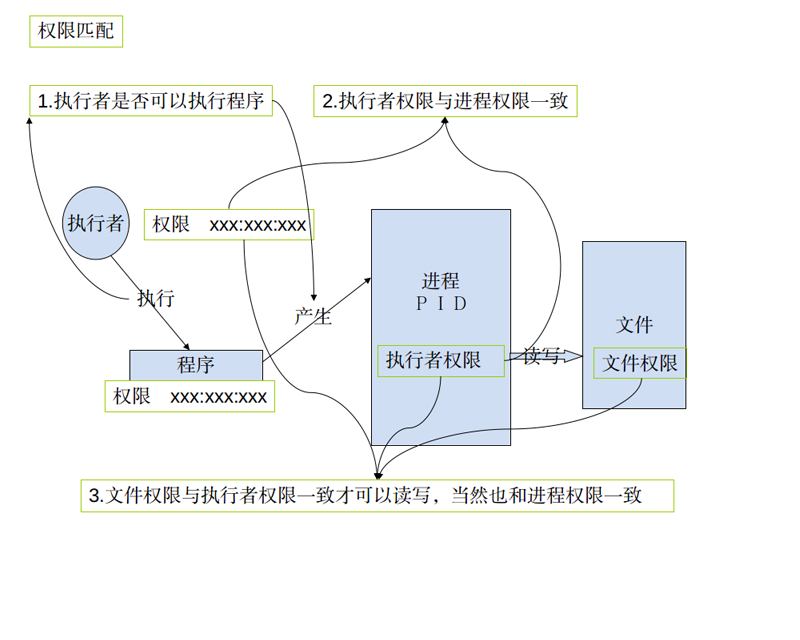 权限匹配
1.执行者是否可以执行程序
2.执行者权限与进程权限一致
执行者
权限 xxx:xxx:xxx
执行
产生
进程
ＰＩＤ
执行者权限
读写
文件
文件权限
程序
权限 xxx:xxx:xxx
3.文件权限与执行者权限一致才可以读写，当然也和进程权限一致